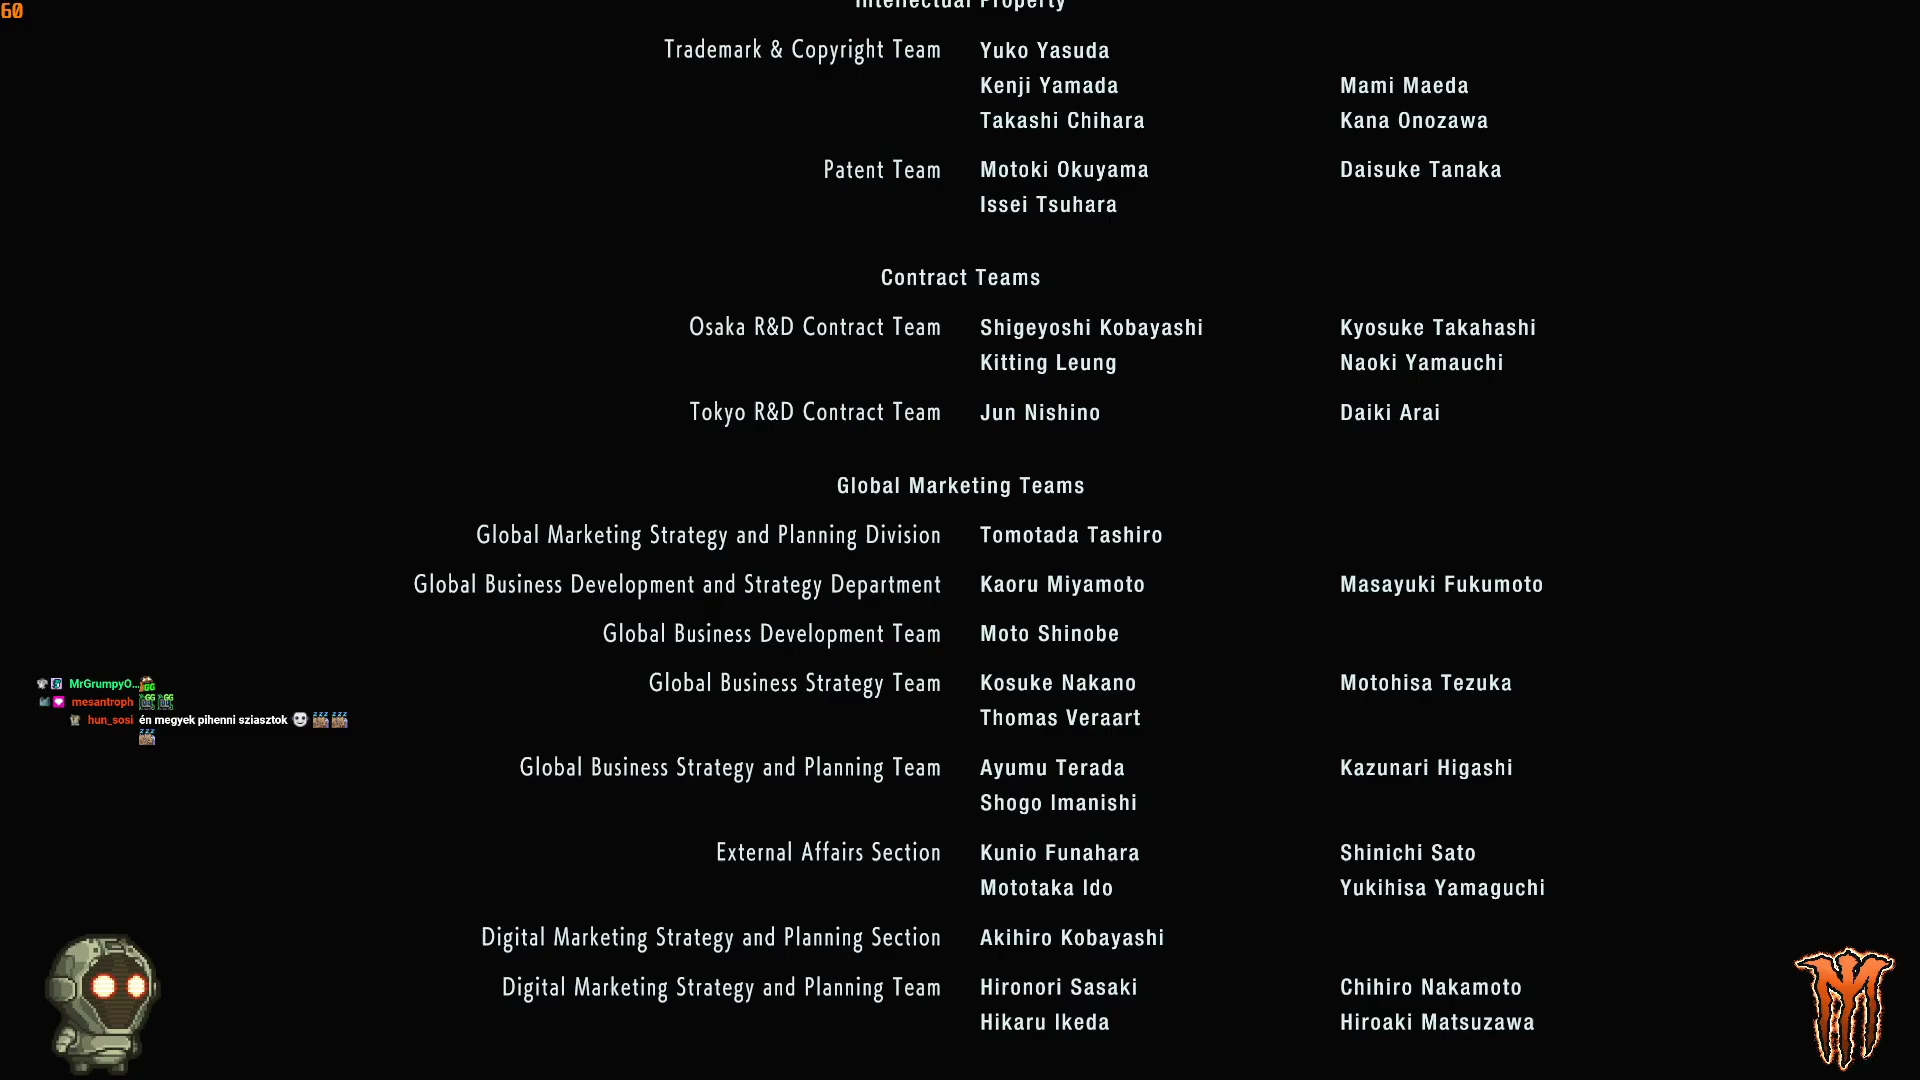 60
Intellectual Property
Trademark & Copyright Team Yuko Yasuda
Kenji Yamada Mami Maeda
Takashi Chihara Kana Onozawa
Patent Team Motoki Okuyama Daisuke Tanaka
Issei Tsuhara
Contract Teams
Osaka R&D Contract Team Shigeyoshi Kobayashi Kyosuke Takahashi
Kitting Leung Naoki Yamauchi
Tokyo R&D Contract Team Jun Nishino Daiki Arai
Global Marketing Teams
Global Marketing Strategy and Planning Division Tomotada Tashiro
Global Business Development and Strategy Department Kaoru Miyamoto Masayuki Fukumoto
Global Business Development Team Moto Shinobe
Global Business Strategy Team Kosuke Nakano Motohisa Tezuka
Thomas Veraart
Global Business Strategy and Planning Team Ayumu Terada Kazunari Higashi
Shogo Imanishi
External Affairs Section Kunio Funahara Shinichi Sato
Mototaka Ido Yukihisa Yamaguchi
Digital Marketing Strategy and Planning Section Akihiro Kobayashi
Digital Marketing Strategy and Planning Team Hironori Sasaki Chihiro Nakamoto
Hikaru Ikeda Hiroaki Matsuzawa
MrGrumpyO... GG
mesantroph GG GG
hun_sosi én megyek pihenni sziasztok